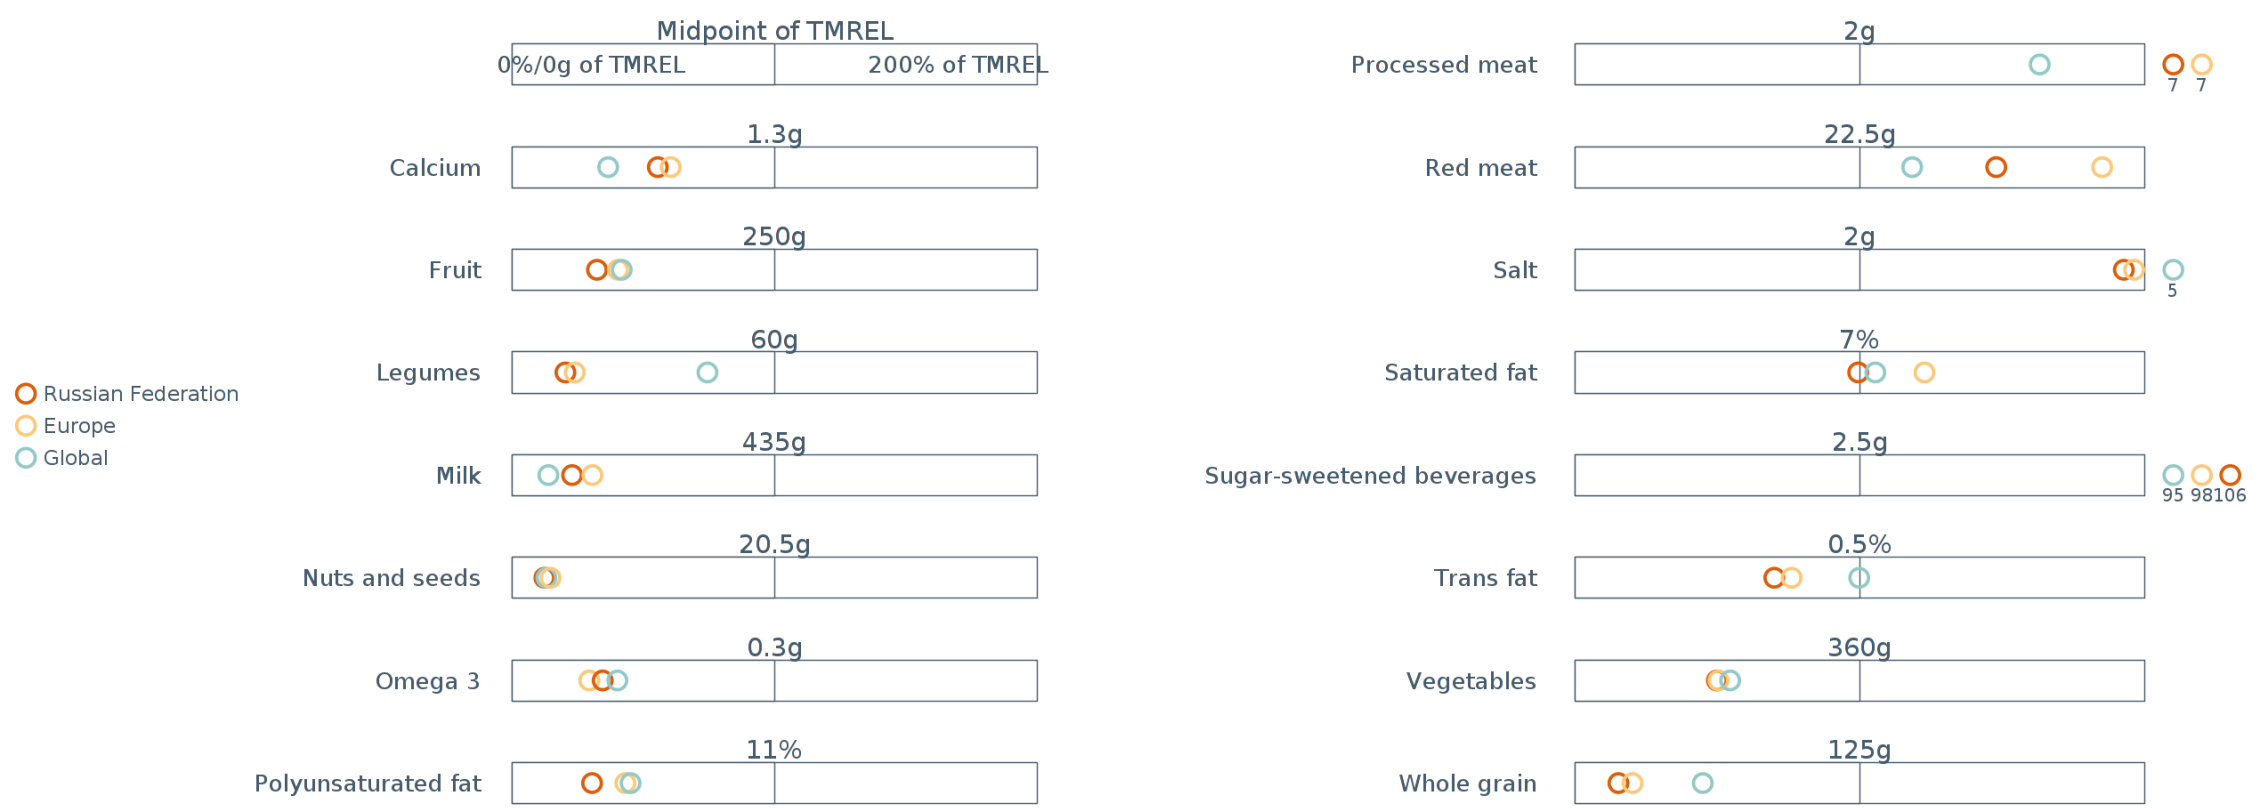 Midpoint of TMREL
0%/0g of TMREL
200% of TMREL
1.3g
Calcium
250g
Fruit
60g
Legumes
435g
Milk
20.5g
Nuts and seeds
0.3g
Omega 3
11%
Polyunsaturated fat
Russian Federation
Europe
Global
2g
Processed meat
7 7
22.5g
Red meat
2g
Salt
5
7%
Saturated fat
2.5g
Sugar-sweetened beverages
95 98 106
0.5%
Trans fat
360g
Vegetables
125g
Whole grain